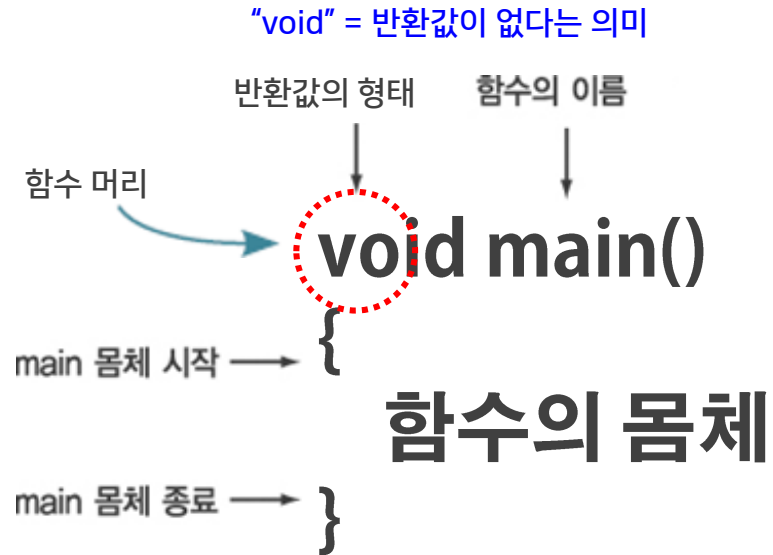 “void” = 반환값이 없다는 의미
반환값의 형태
함수의 이름
함수 머리
void main()
{
main 몸체 시작
함수의 몸체
main 몸체 종료
}